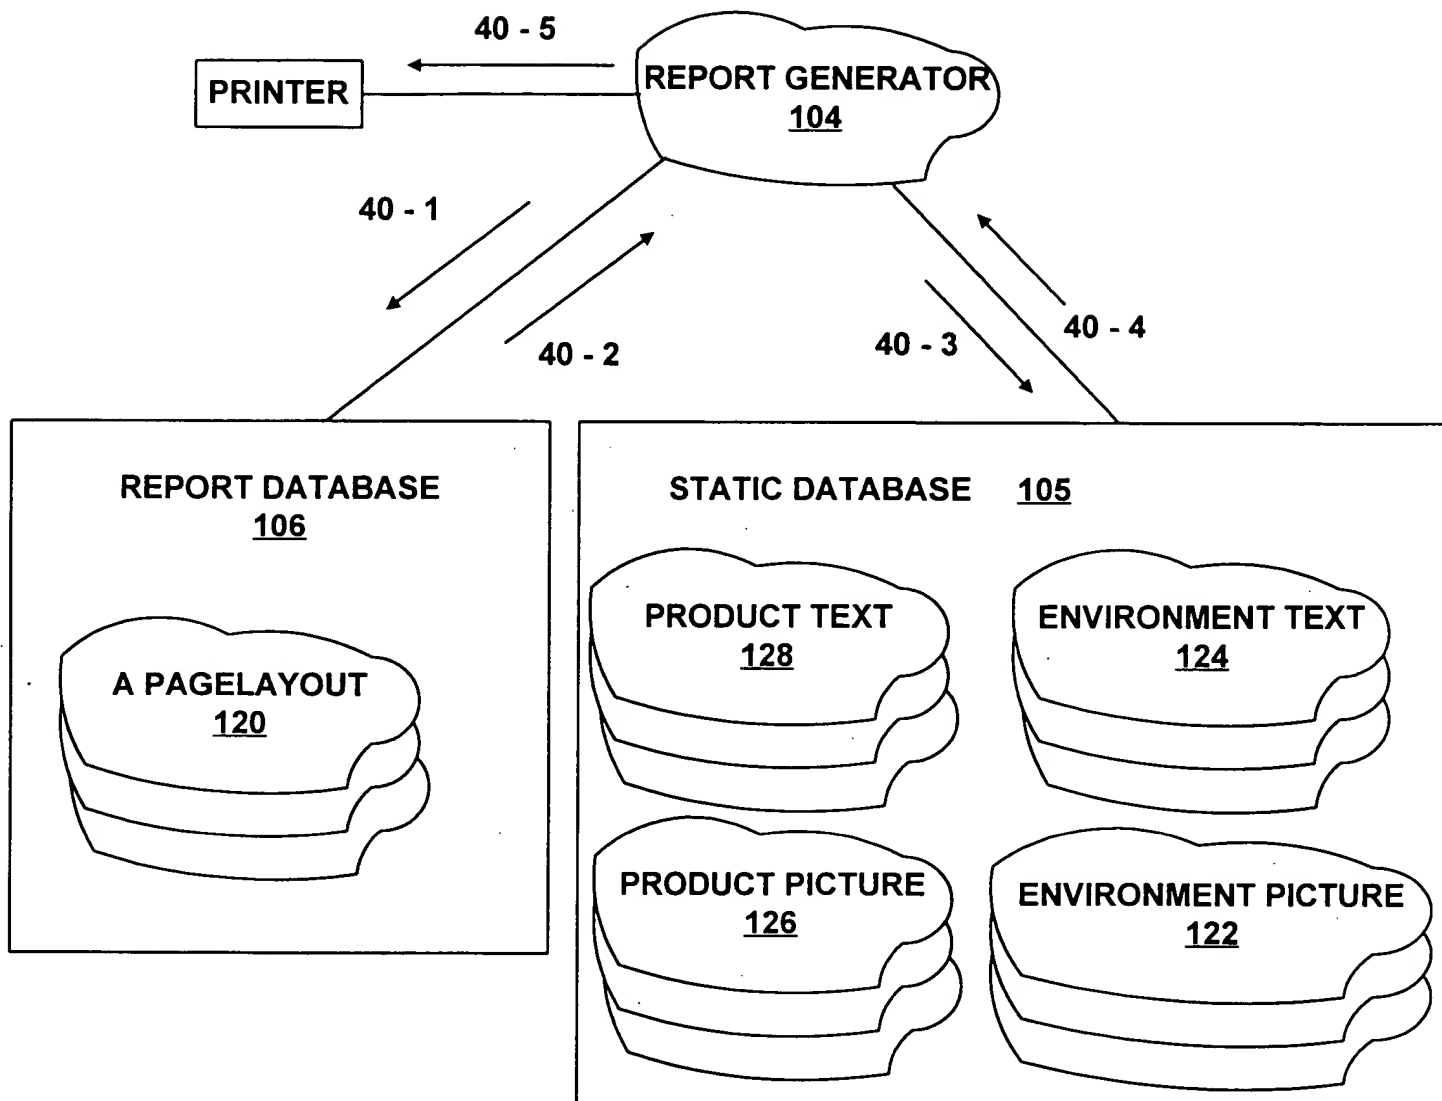 40 - 5
PRINTER
REPORT GENERATOR
104
40 - 1
40 - 2
40 - 3
40 - 4
REPORT DATABASE
106
A PAGELAYOUT
120
STATIC DATABASE 105
PRODUCT TEXT
128
ENVIRONMENT TEXT
124
PRODUCT PICTURE
126
ENVIRONMENT PICTURE
122